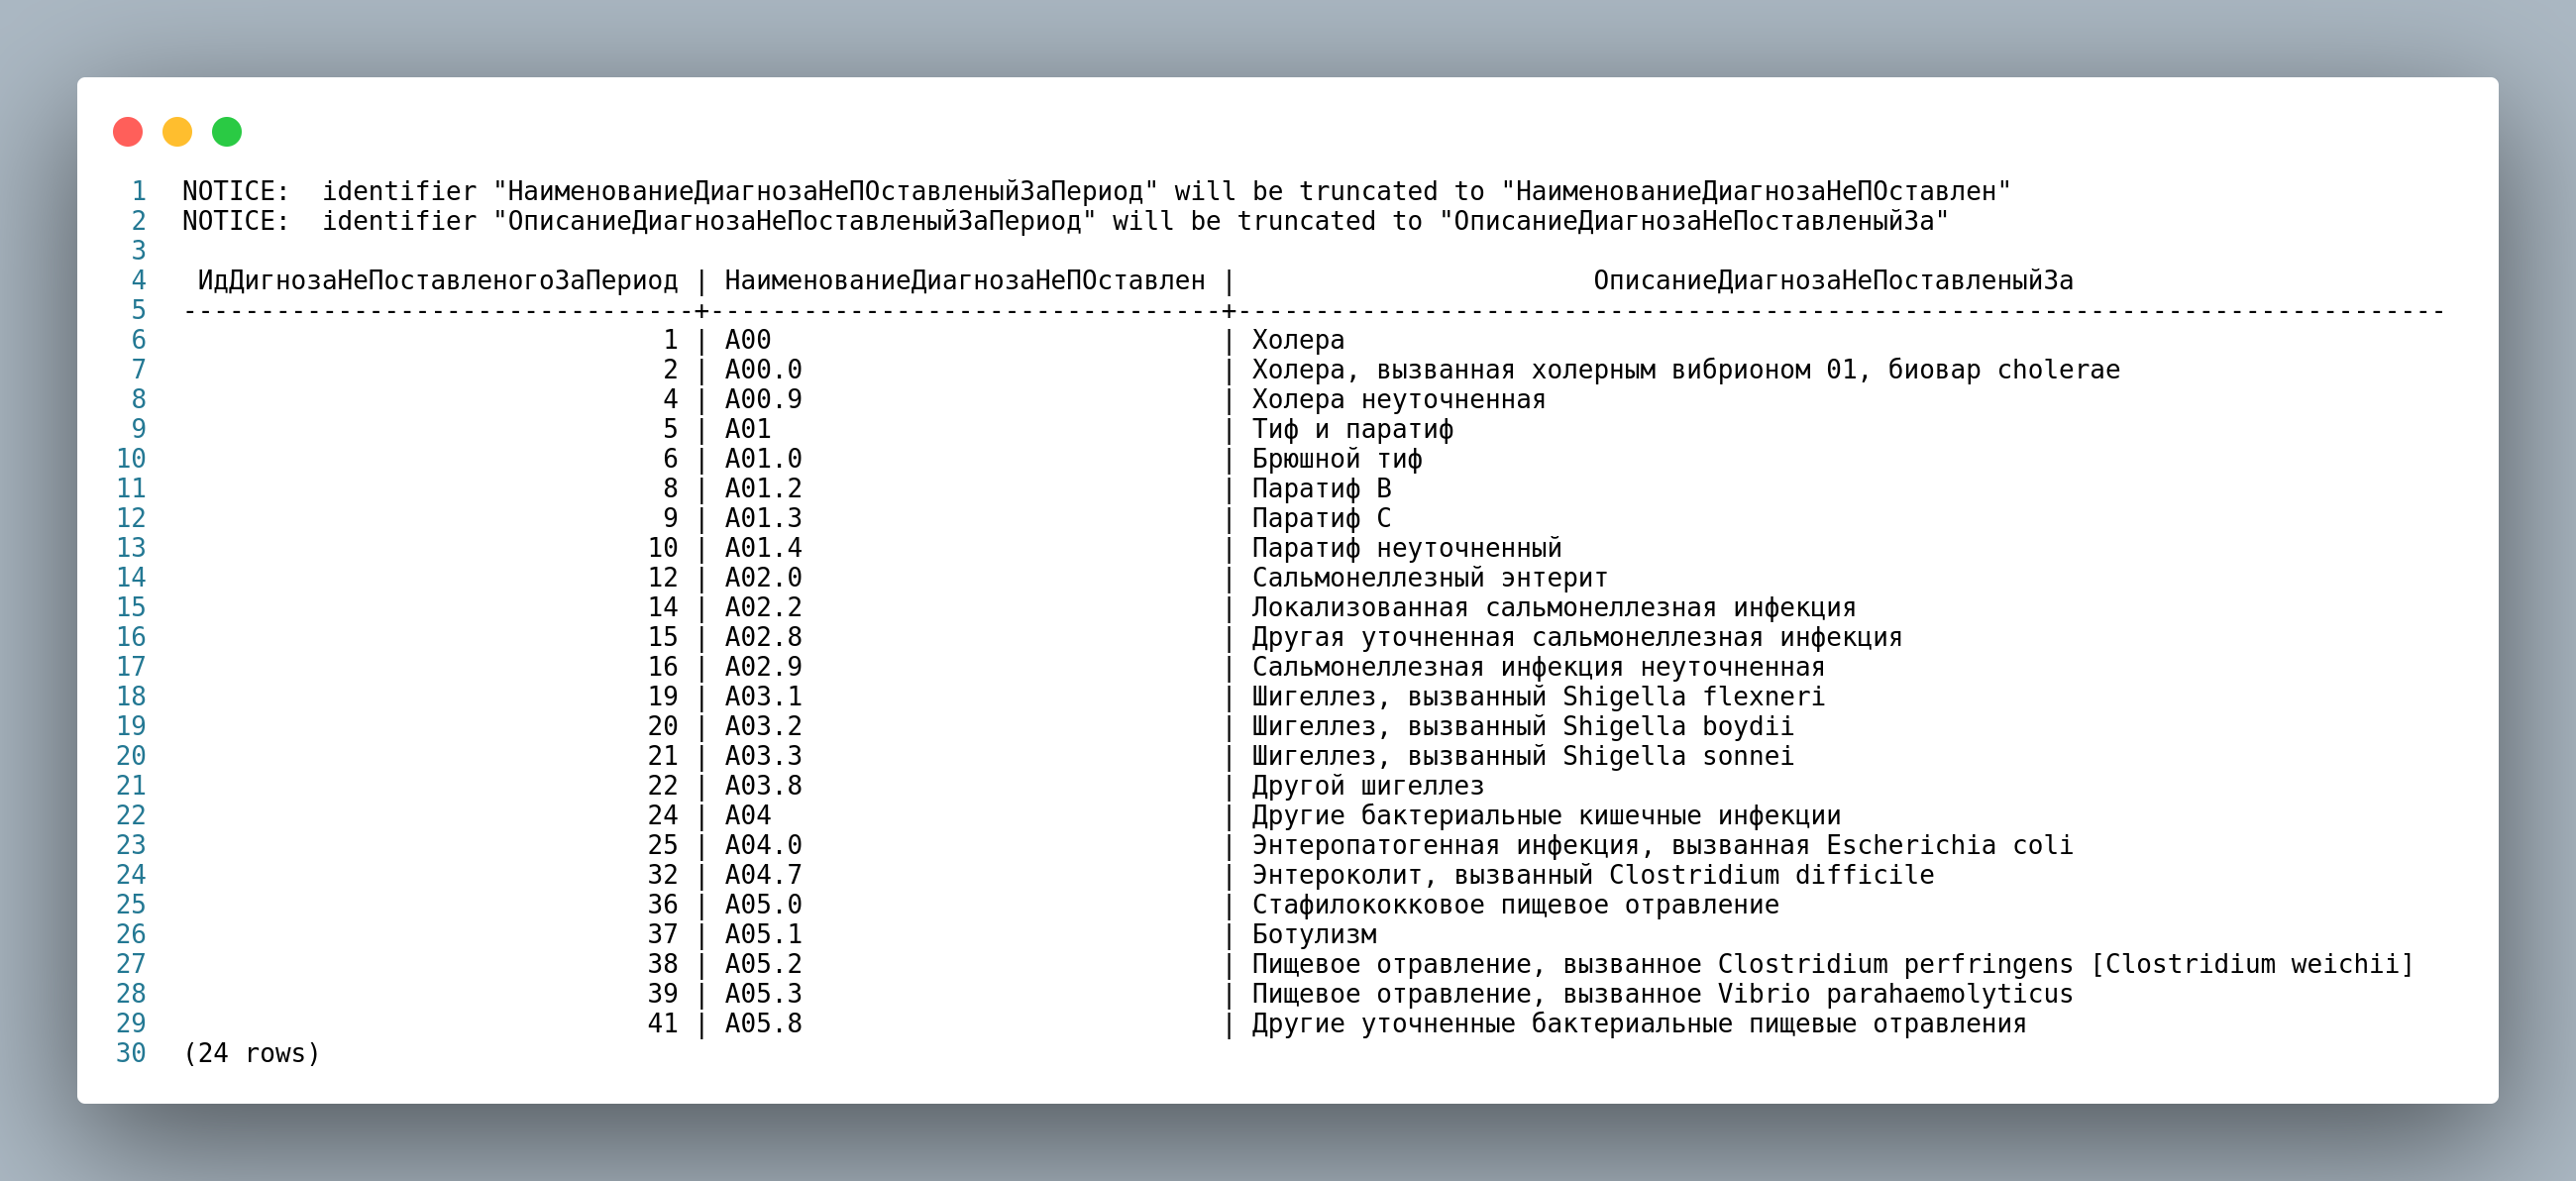 1 NOTICE:  identifier "НаименованиеДиагнозаНеПОставленыйЗаПериод" will be truncated to "НаименованиеДиагнозаНеПОставлен"
2 NOTICE:  identifier "ОписаниеДиагнозаНеПоставленыйЗаПериод" will be truncated to "ОписаниеДиагнозаНеПоставленыйЗа"
3
4 ИдДигнозаНеПоставленогоЗаПериод | НаименованиеДиагнозаНеПОставлен | ОписаниеДиагнозаНеПоставленыйЗа
5 ---------------------------------+---------------------------------+------------------------------------------------------------------------------
6 1 | A00 | Холера
7 2 | A00.0 | Холера, вызванная холерным вибрионом 01, биовар cholerae
8 4 | A00.9 | Холера неуточненная
9 5 | A01 | Тиф и паратиф
10 6 | A01.0 | Брюшной тиф
11 8 | A01.2 | Паратиф B
12 9 | A01.3 | Паратиф C
13 10 | A01.4 | Паратиф неуточненный
14 12 | A02.0 | Сальмонеллезный энтерит
15 14 | A02.2 | Локализованная сальмонеллезная инфекция
16 15 | A02.8 | Другая уточненная сальмонеллезная инфекция
17 16 | A02.9 | Сальмонеллезная инфекция неуточненная
18 19 | A03.1 | Шигеллез, вызванный Shigella flexneri
19 20 | A03.2 | Шигеллез, вызванный Shigella boydii
20 21 | A03.3 | Шигеллез, вызванный Shigella sonnei
21 22 | A03.8 | Другой шигеллез
22 24 | A04 | Другие бактериальные кишечные инфекции
23 25 | A04.0 | Энтеропатогенная инфекция, вызванная Escherichia coli
24 32 | A04.7 | Энтероколит, вызванный Clostridium difficile
25 36 | A05.0 | Стафилококковое пищевое отравление
26 37 | A05.1 | Ботулизм
27 38 | A05.2 | Пищевое отравление, вызванное Clostridium perfringens [Clostridium weichii]
28 39 | A05.3 | Пищевое отравление, вызванное Vibrio parahaemolyticus
29 41 | A05.8 | Другие уточненные бактериальные пищевые отравления
30 (24 rows)